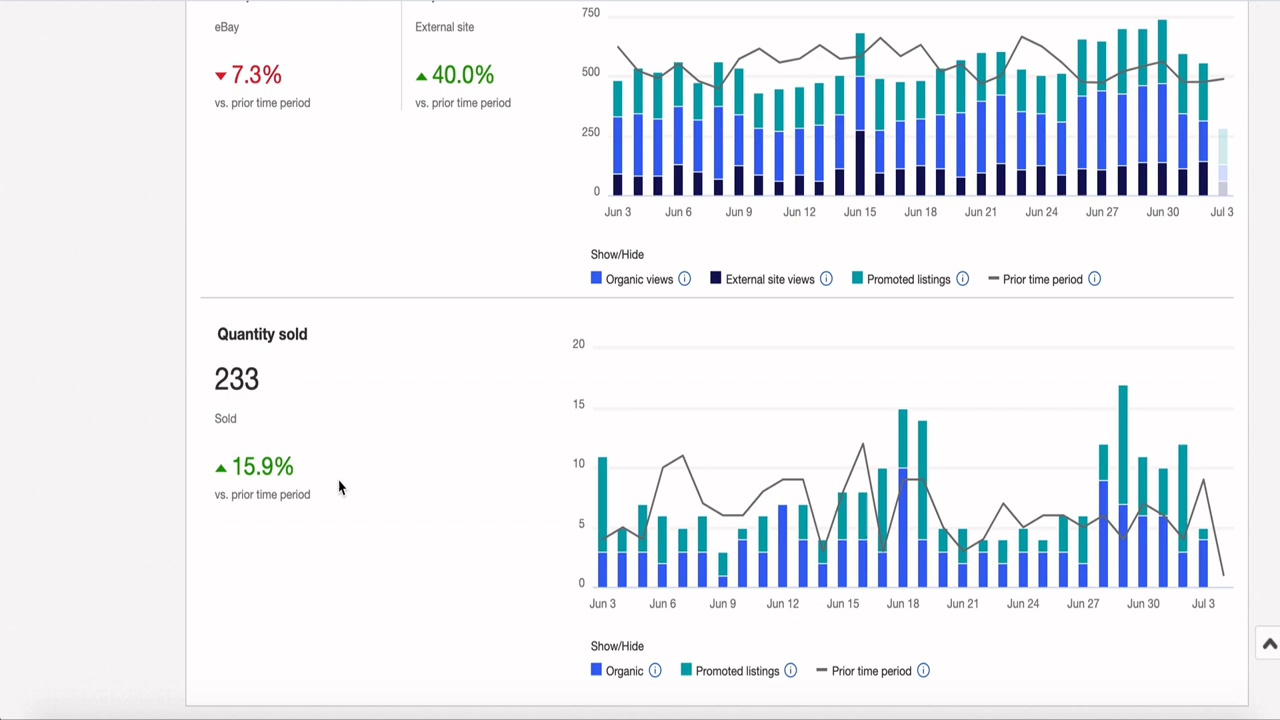 eBay
External site
7.3%
40.0%
vs. prior time period
vs. prior time period
750
500
250
0
Jun 3
Jun 6
Jun 9
Jun 12
Jun 15
Jun 18
Jun 21
Jun 24
Jun 27
Jun 30
Jul 3
Show/Hide
Organic views
External site views
Promoted listings
Prior time period
Quantity sold
233
Sold
15.9%
vs. prior time period
20
15
10
5
0
Jun 3
Jun 6
Jun 9
Jun 12
Jun 15
Jun 18
Jun 21
Jun 24
Jun 27
Jun 30
Jul 3
Show/Hide
Organic
Promoted listings
Prior time period